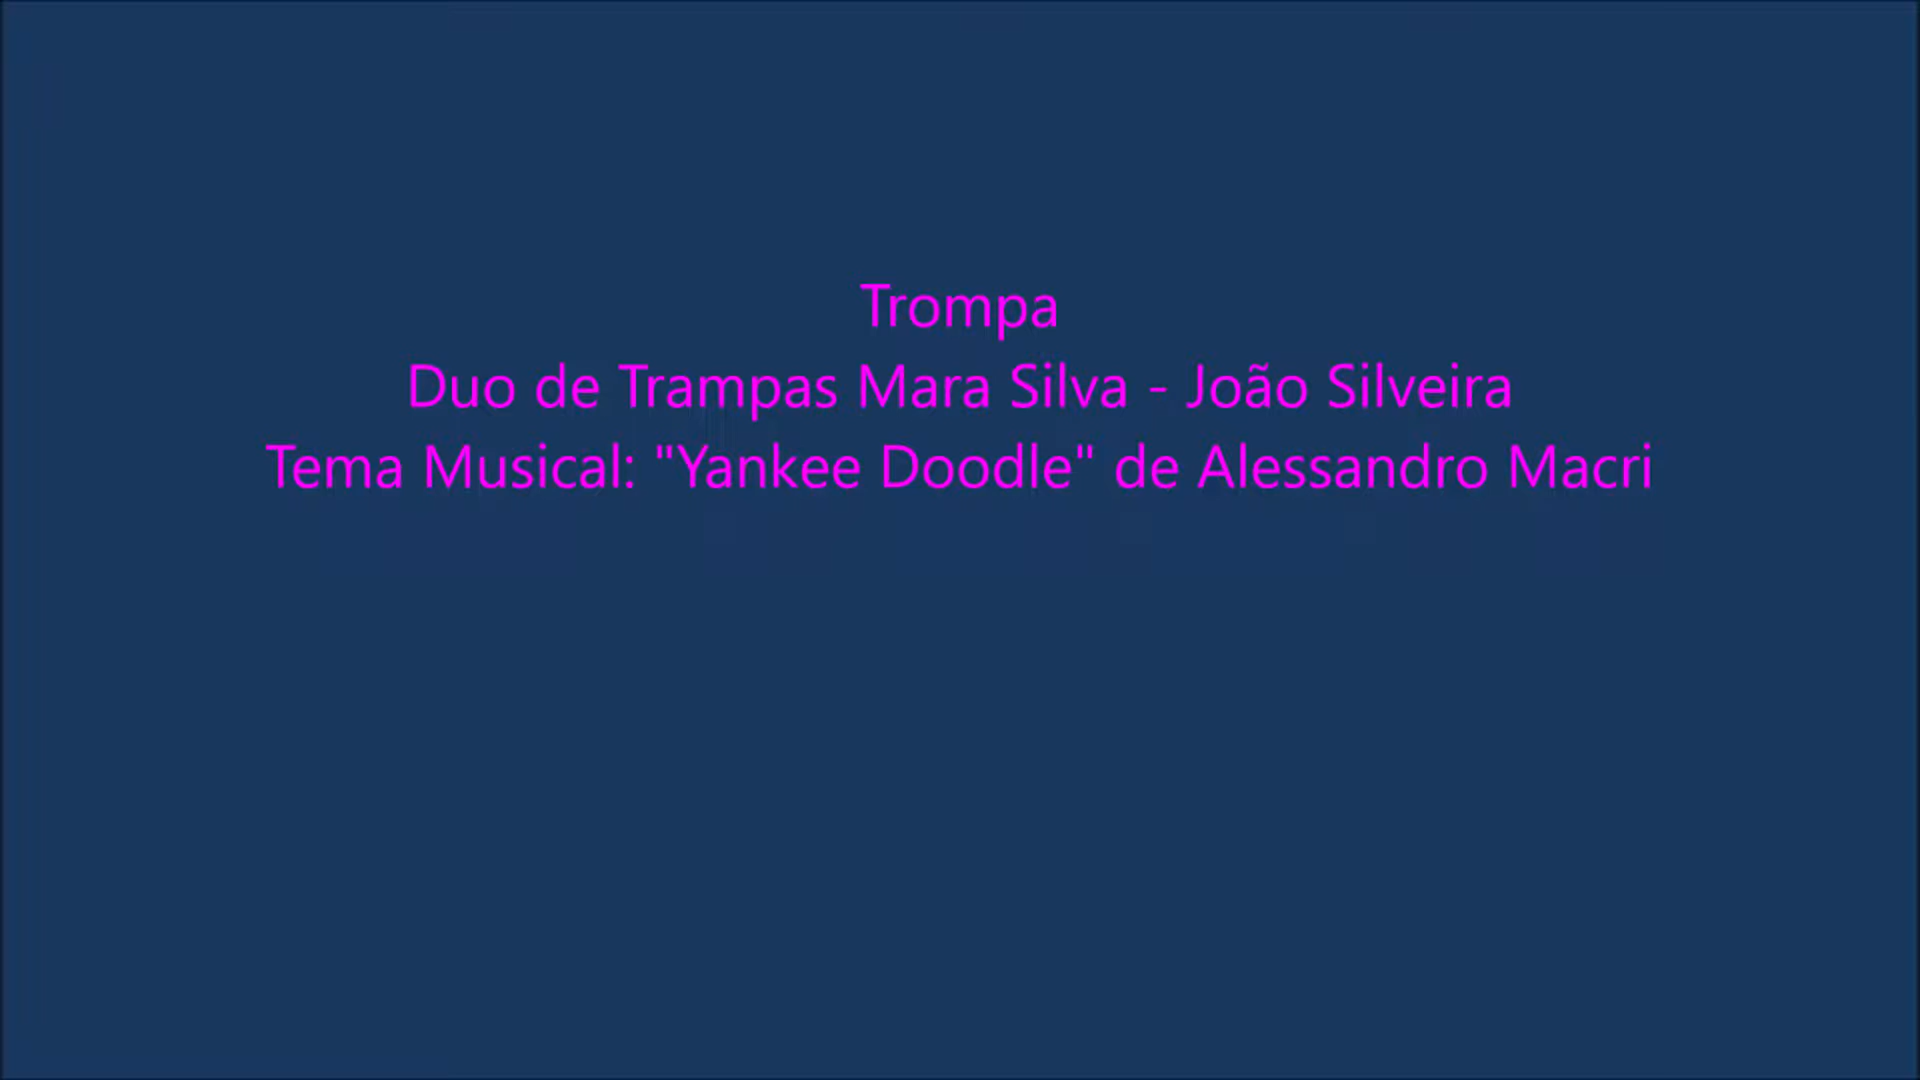 Trompa
Duo de Trampas Mara Silva - João Silveira
Tema Musical: "Yankee Doodle" de Alessandro Macri